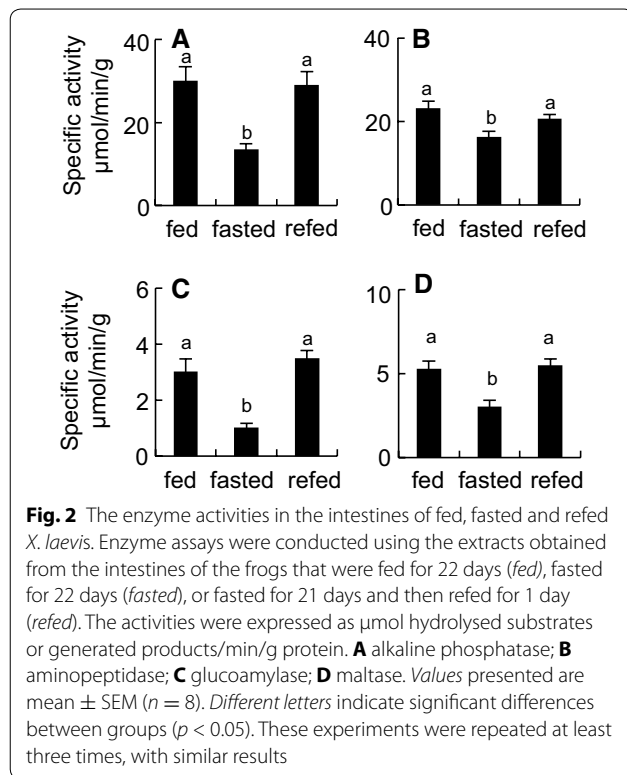 A
B
Specific activity
µmol/min/g
40
20
0
a
b
a
fed fasted refed
40
20
0
a
b
a
fed fasted refed
C
D
Specific activity
µmol/min/g
6
4
2
0
a
b
a
fed fasted refed
10
5
0
a
b
a
fed fasted refed
Fig. 2 The enzyme activities in the intestines of fed, fasted and refed
X. laevis. Enzyme assays were conducted using the extracts obtained
from the intestines of the frogs that were fed for 22 days (fed), fasted
for 22 days (fasted), or fasted for 21 days and then refed for 1 day
(refed). The activities were expressed as µmol hydrolysed substrates
or generated products/min/g protein. A alkaline phosphatase; B
aminopeptidase; C glucoamylase; D maltase. Values presented are
mean ± SEM (n = 8). Different letters indicate significant differences
between groups (p < 0.05). These experiments were repeated at least
three times, with similar results